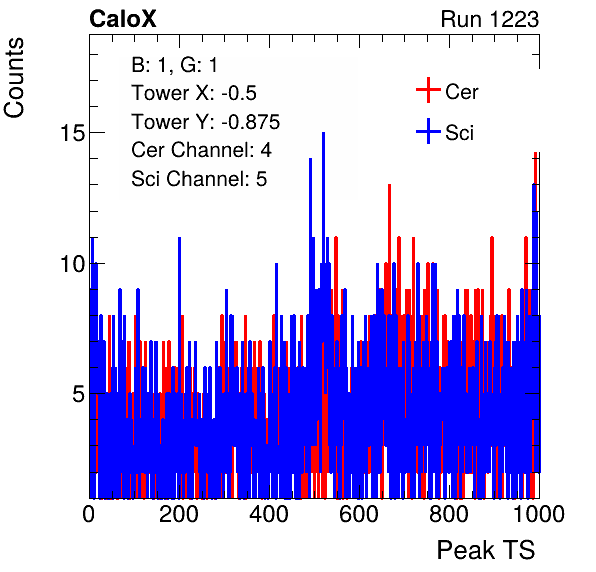 CaloX Run 1223
Counts
B: 1, G: 1
Tower X: -0.5
Tower Y: -0.875
Cer Channel: 4
Sci Channel: 5
Cer
Sci
15
10
5
0 200 400 600 800 1000
Peak TS